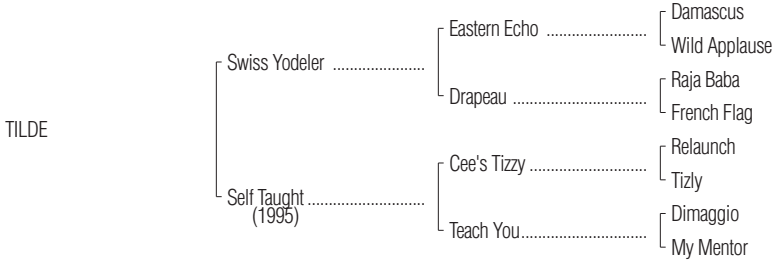 Damascus
Eastern Echo ........................
Wild Applause
Swiss Yodeler ......................
Raja Baba
Drapeau ................................
French Flag
TILDE
Relaunch
Cee's Tizzy ............................
Tizly
Self Taught ............................
(1995)
Dimaggio
Teach You..............................
My Mentor